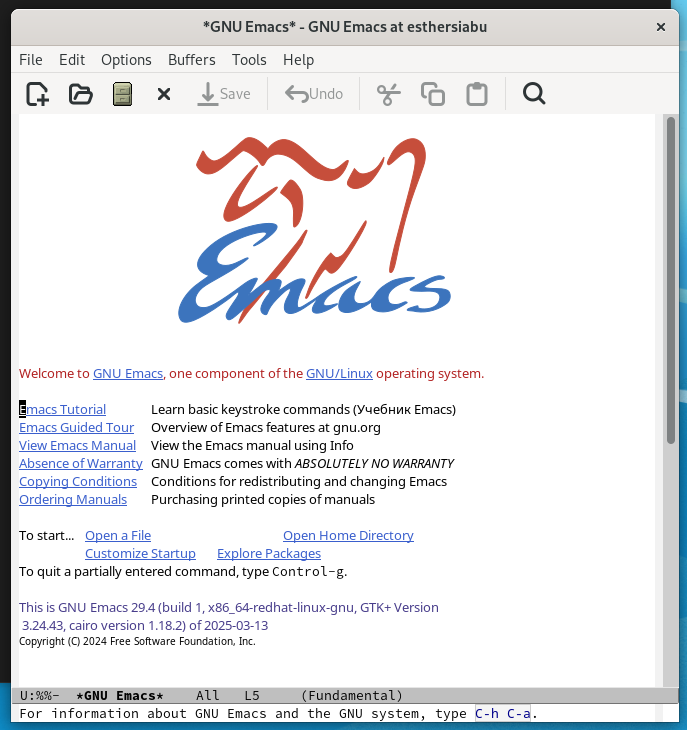 *GNU Emacs* - GNU Emacs at esthersiabu
File Edit Options Buffers Tools Help
Save Undo
Emacs
Welcome to GNU Emacs, one component of the GNU/Linux operating system.
Emacs Tutorial Learn basic keystroke commands (Учебник Emacs)
Emacs Guided Tour Overview of Emacs features at gnu.org
View Emacs Manual View the Emacs manual using Info
Absence of Warranty GNU Emacs comes with ABSOLUTELY NO WARRANTY
Copying Conditions Conditions for redistributing and changing Emacs
Ordering Manuals Purchasing printed copies of manuals
To start... Open a File Open Home Directory
Customize Startup Explore Packages
To quit a partially entered command, type Control-g.
This is GNU Emacs 29.4 (build 1, x86_64-redhat-linux-gnu, GTK+ Version
3.24.43, cairo version 1.18.2) of 2025-03-13
Copyright (C) 2024 Free Software Foundation, Inc.
U:%%- *GNU Emacs* All L5 (Fundamental)
For information about GNU Emacs and the GNU system, type C-h C-a.